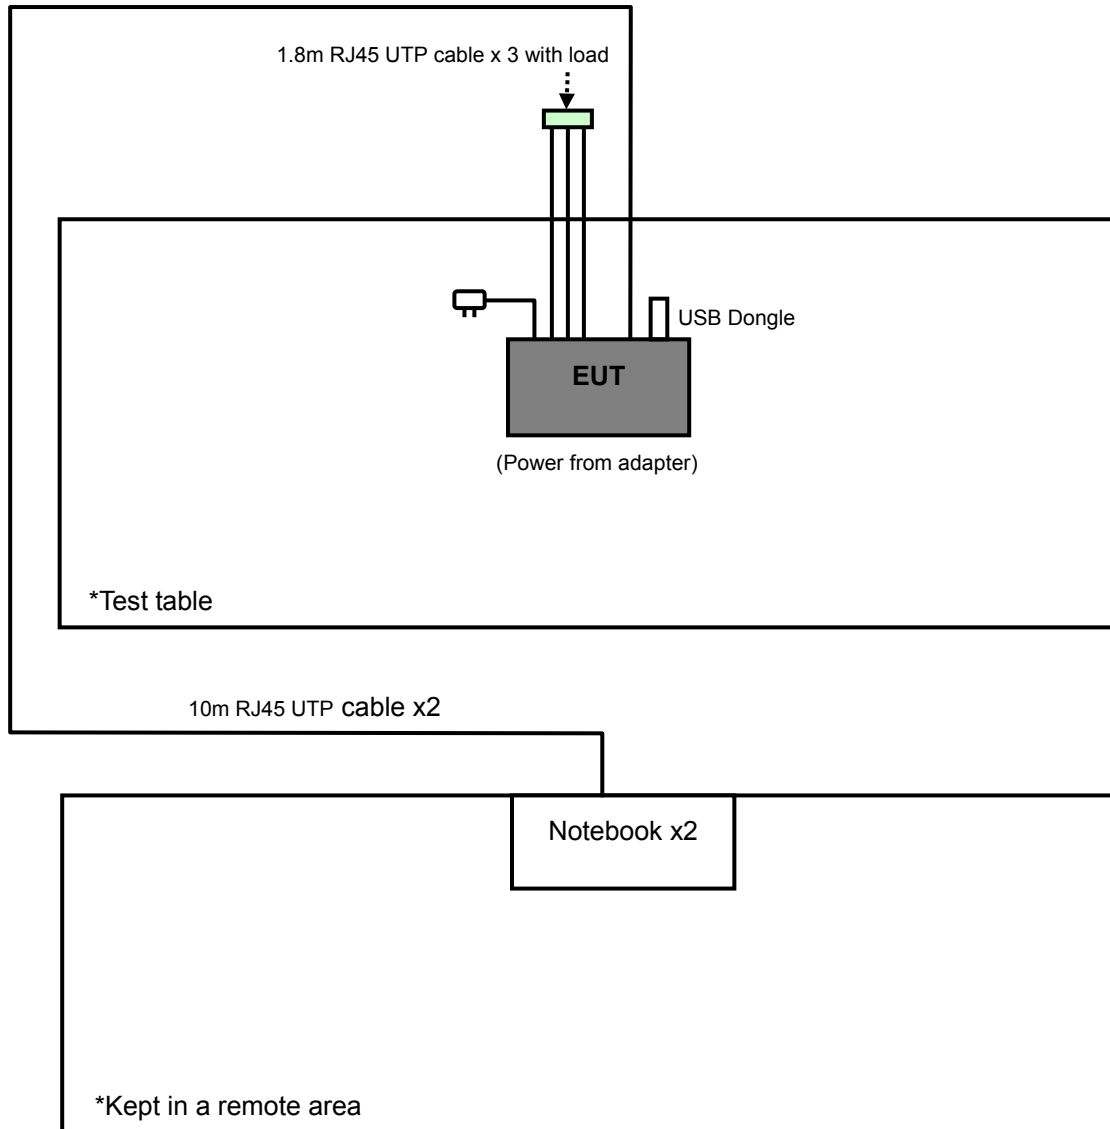 1.8m RJ45 UTP cable x 3 with load
USB Dongle
EUT
(Power from adapter)
*Test table
10m RJ45 UTP cable x2
Notebook x2
*Kept in a remote area